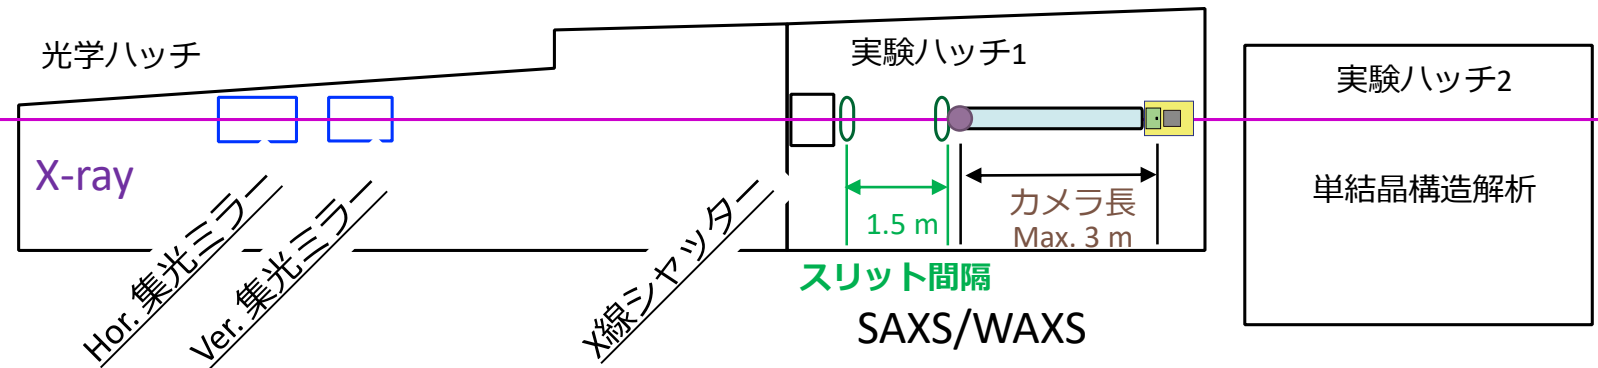 光学ハッチ
実験ハッチ1
実験ハッチ2
X-ray
単結晶構造解析
カメラ長
Max. 3 m
1.5 m
スリット間隔
Hor. 集光ミラー
Ver. 集光ミラー
X線シャッター
SAXS/WAXS